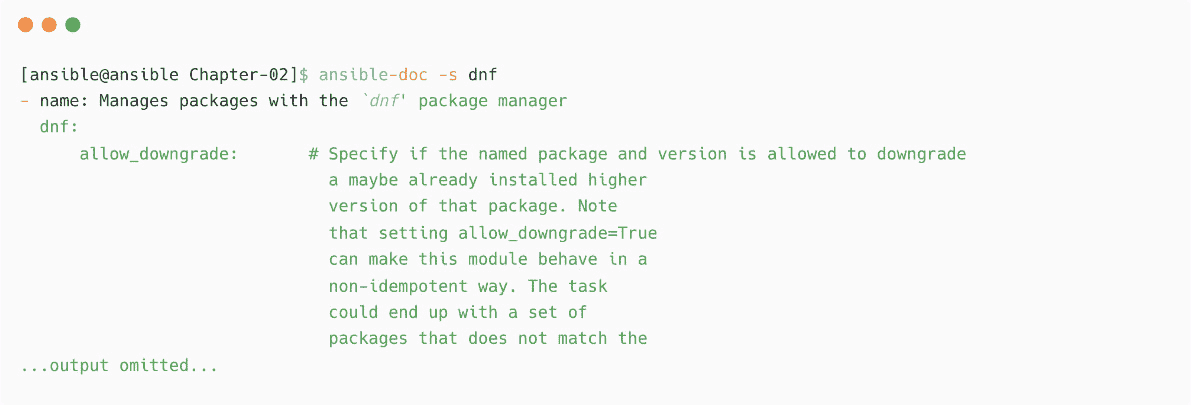 [ansible@ansible Chapter-02]$ ansible-doc -s dnf
- name: Manages packages with the `dnf' package manager
  dnf:
      allow_downgrade:       # Specify if the named package and version is allowed to downgrade
                               a maybe already installed higher
                               version of that package. Note
                               that setting allow_downgrade=True
                               can make this module behave in a
                               non-idempotent way. The task
                               could end up with a set of
                               packages that does not match the
...output omitted...